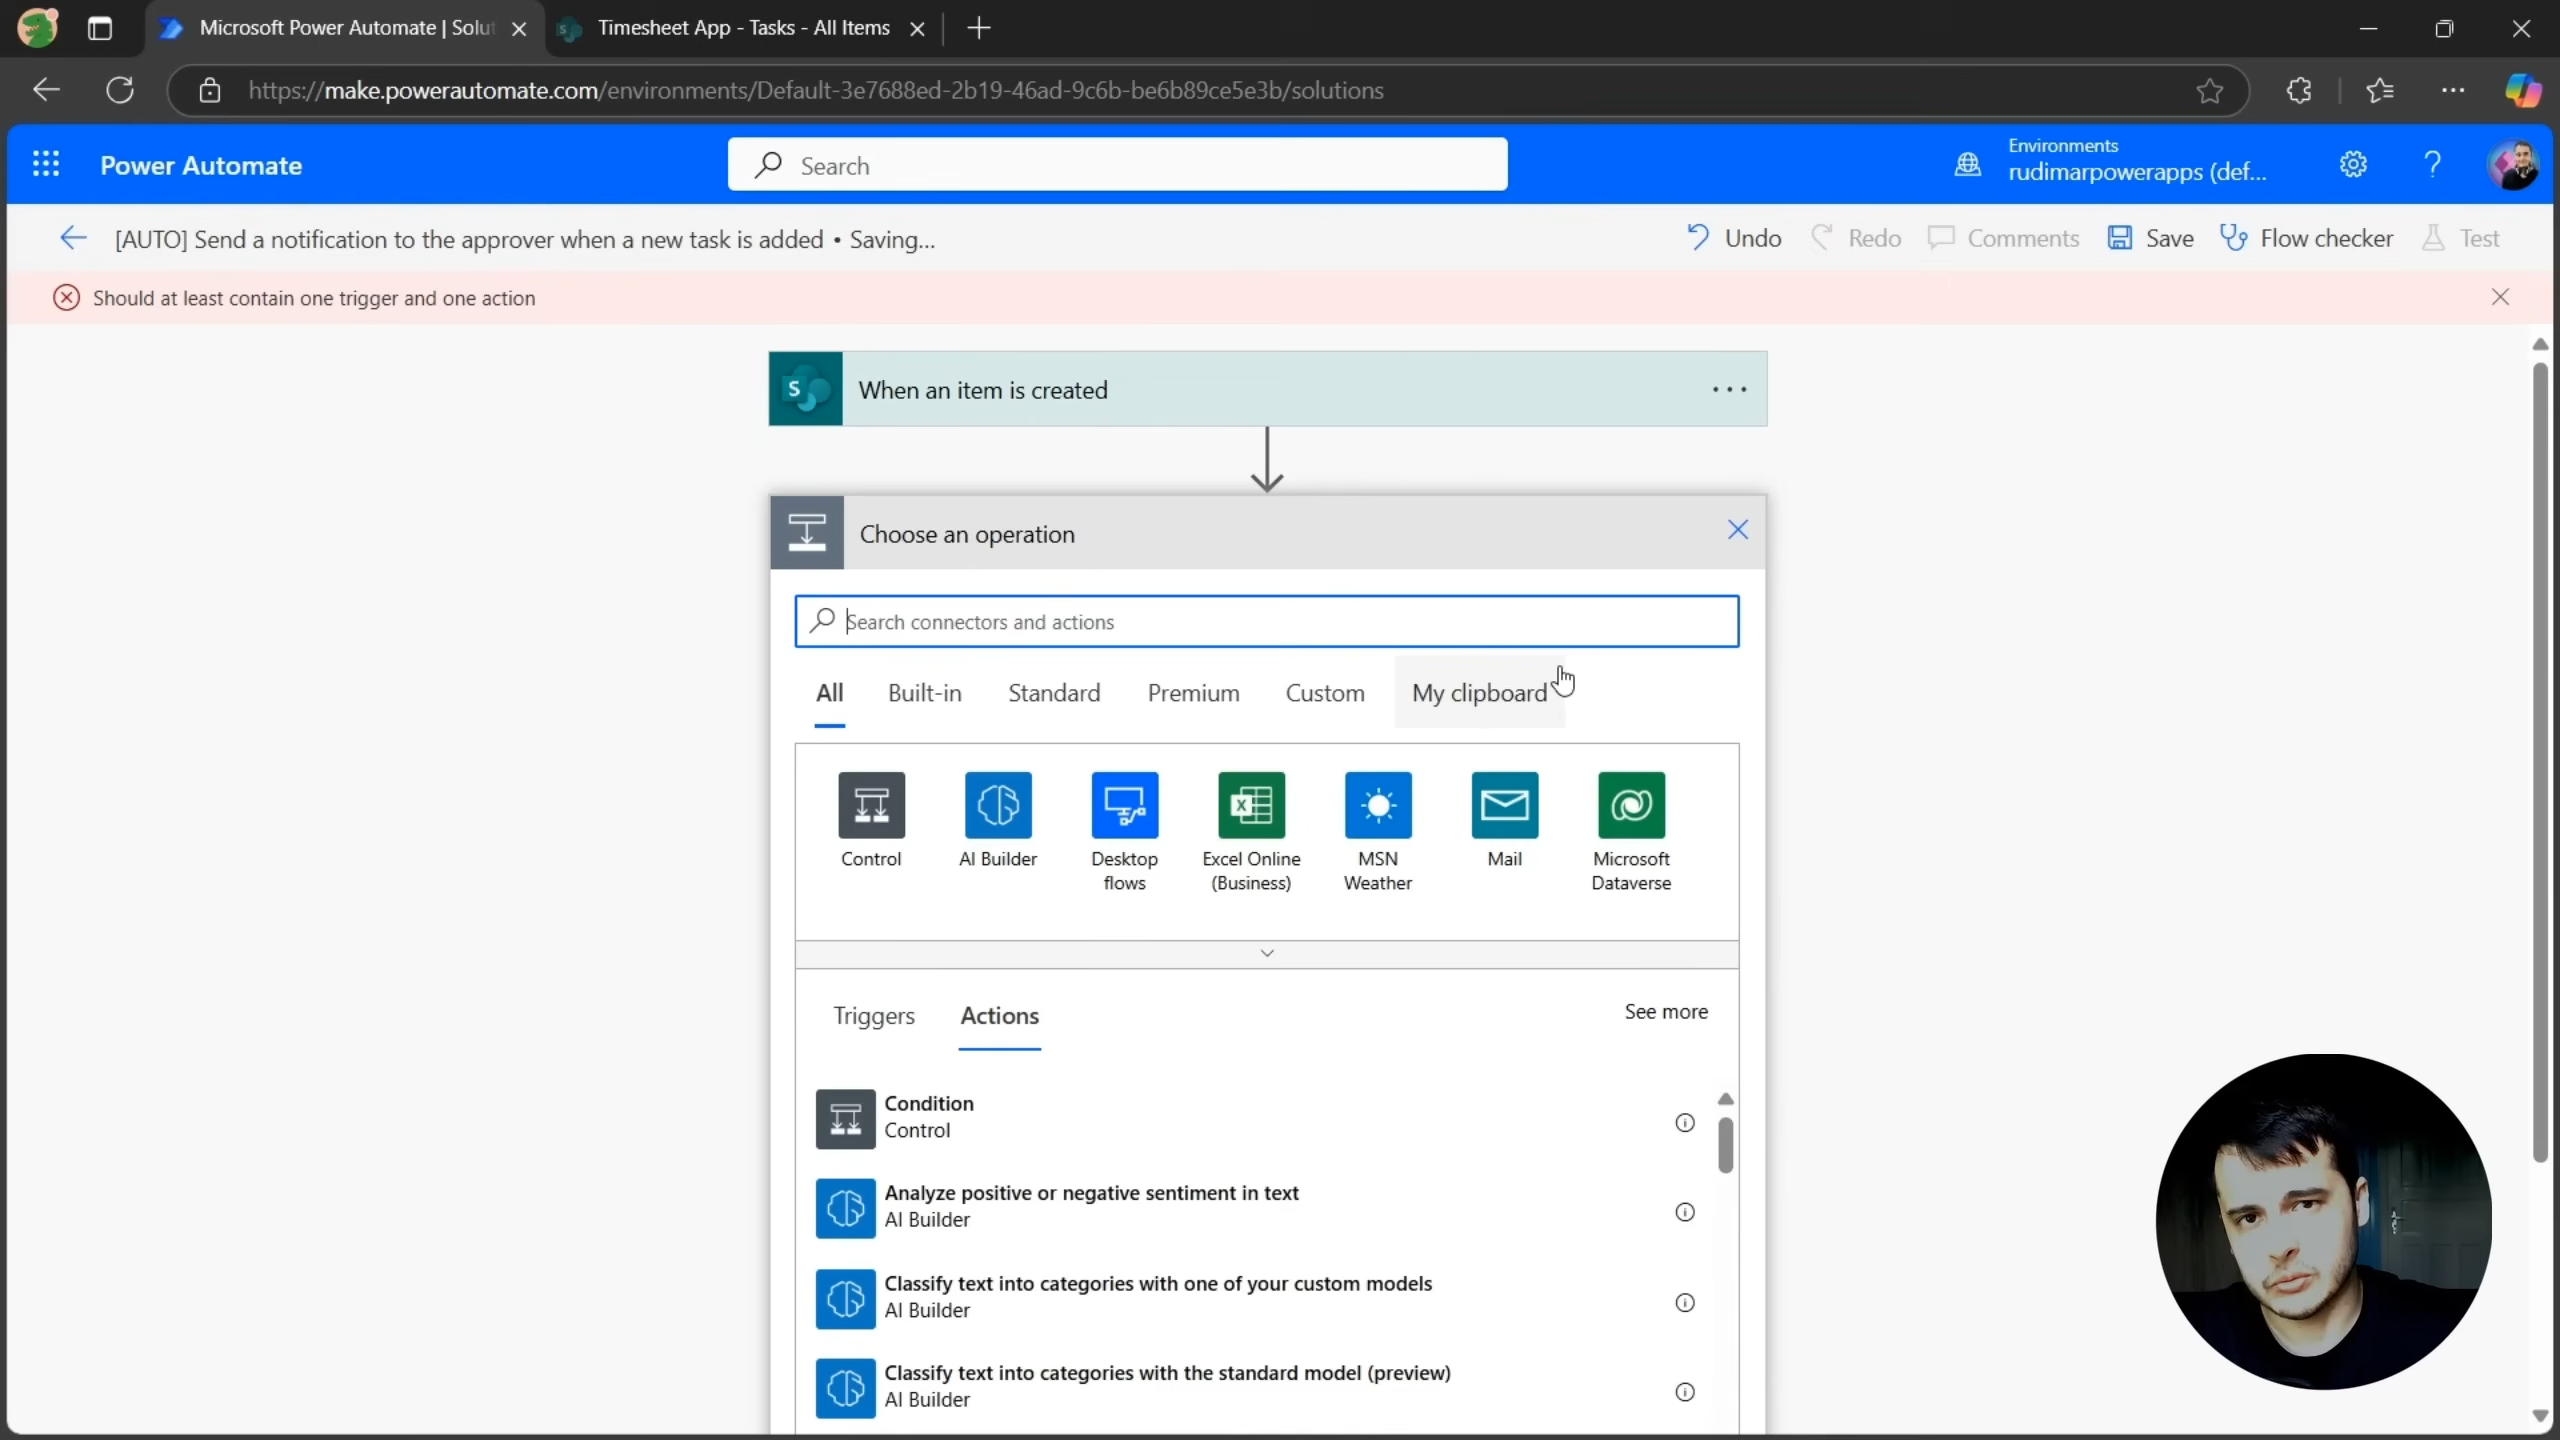 Microsoft Power Automate | Solut
Timesheet App - Tasks - All Items
https://make.powerautomate.com/environments/Default-3e7688ed-2b19-46ad-9c6b-be6b89ce5e3b/solutions
Power Automate
Search
Environments
rudimarpowerapps (def...
[AUTO] Send a notification to the approver when a new task is added • Saving...
Undo
Redo
Comments
Save
Flow checker
Test
Should at least contain one trigger and one action
When an item is created
Choose an operation
Search connectors and actions
All
Built-in
Standard
Premium
Custom
My clipboard
Control
AI Builder
Desktop
flows
Excel Online
(Business)
MSN
Weather
Mail
Microsoft
Dataverse
Triggers
Actions
See more
Condition
Control
Analyze positive or negative sentiment in text
AI Builder
Classify text into categories with one of your custom models
AI Builder
Classify text into categories with the standard model (preview)
AI Builder